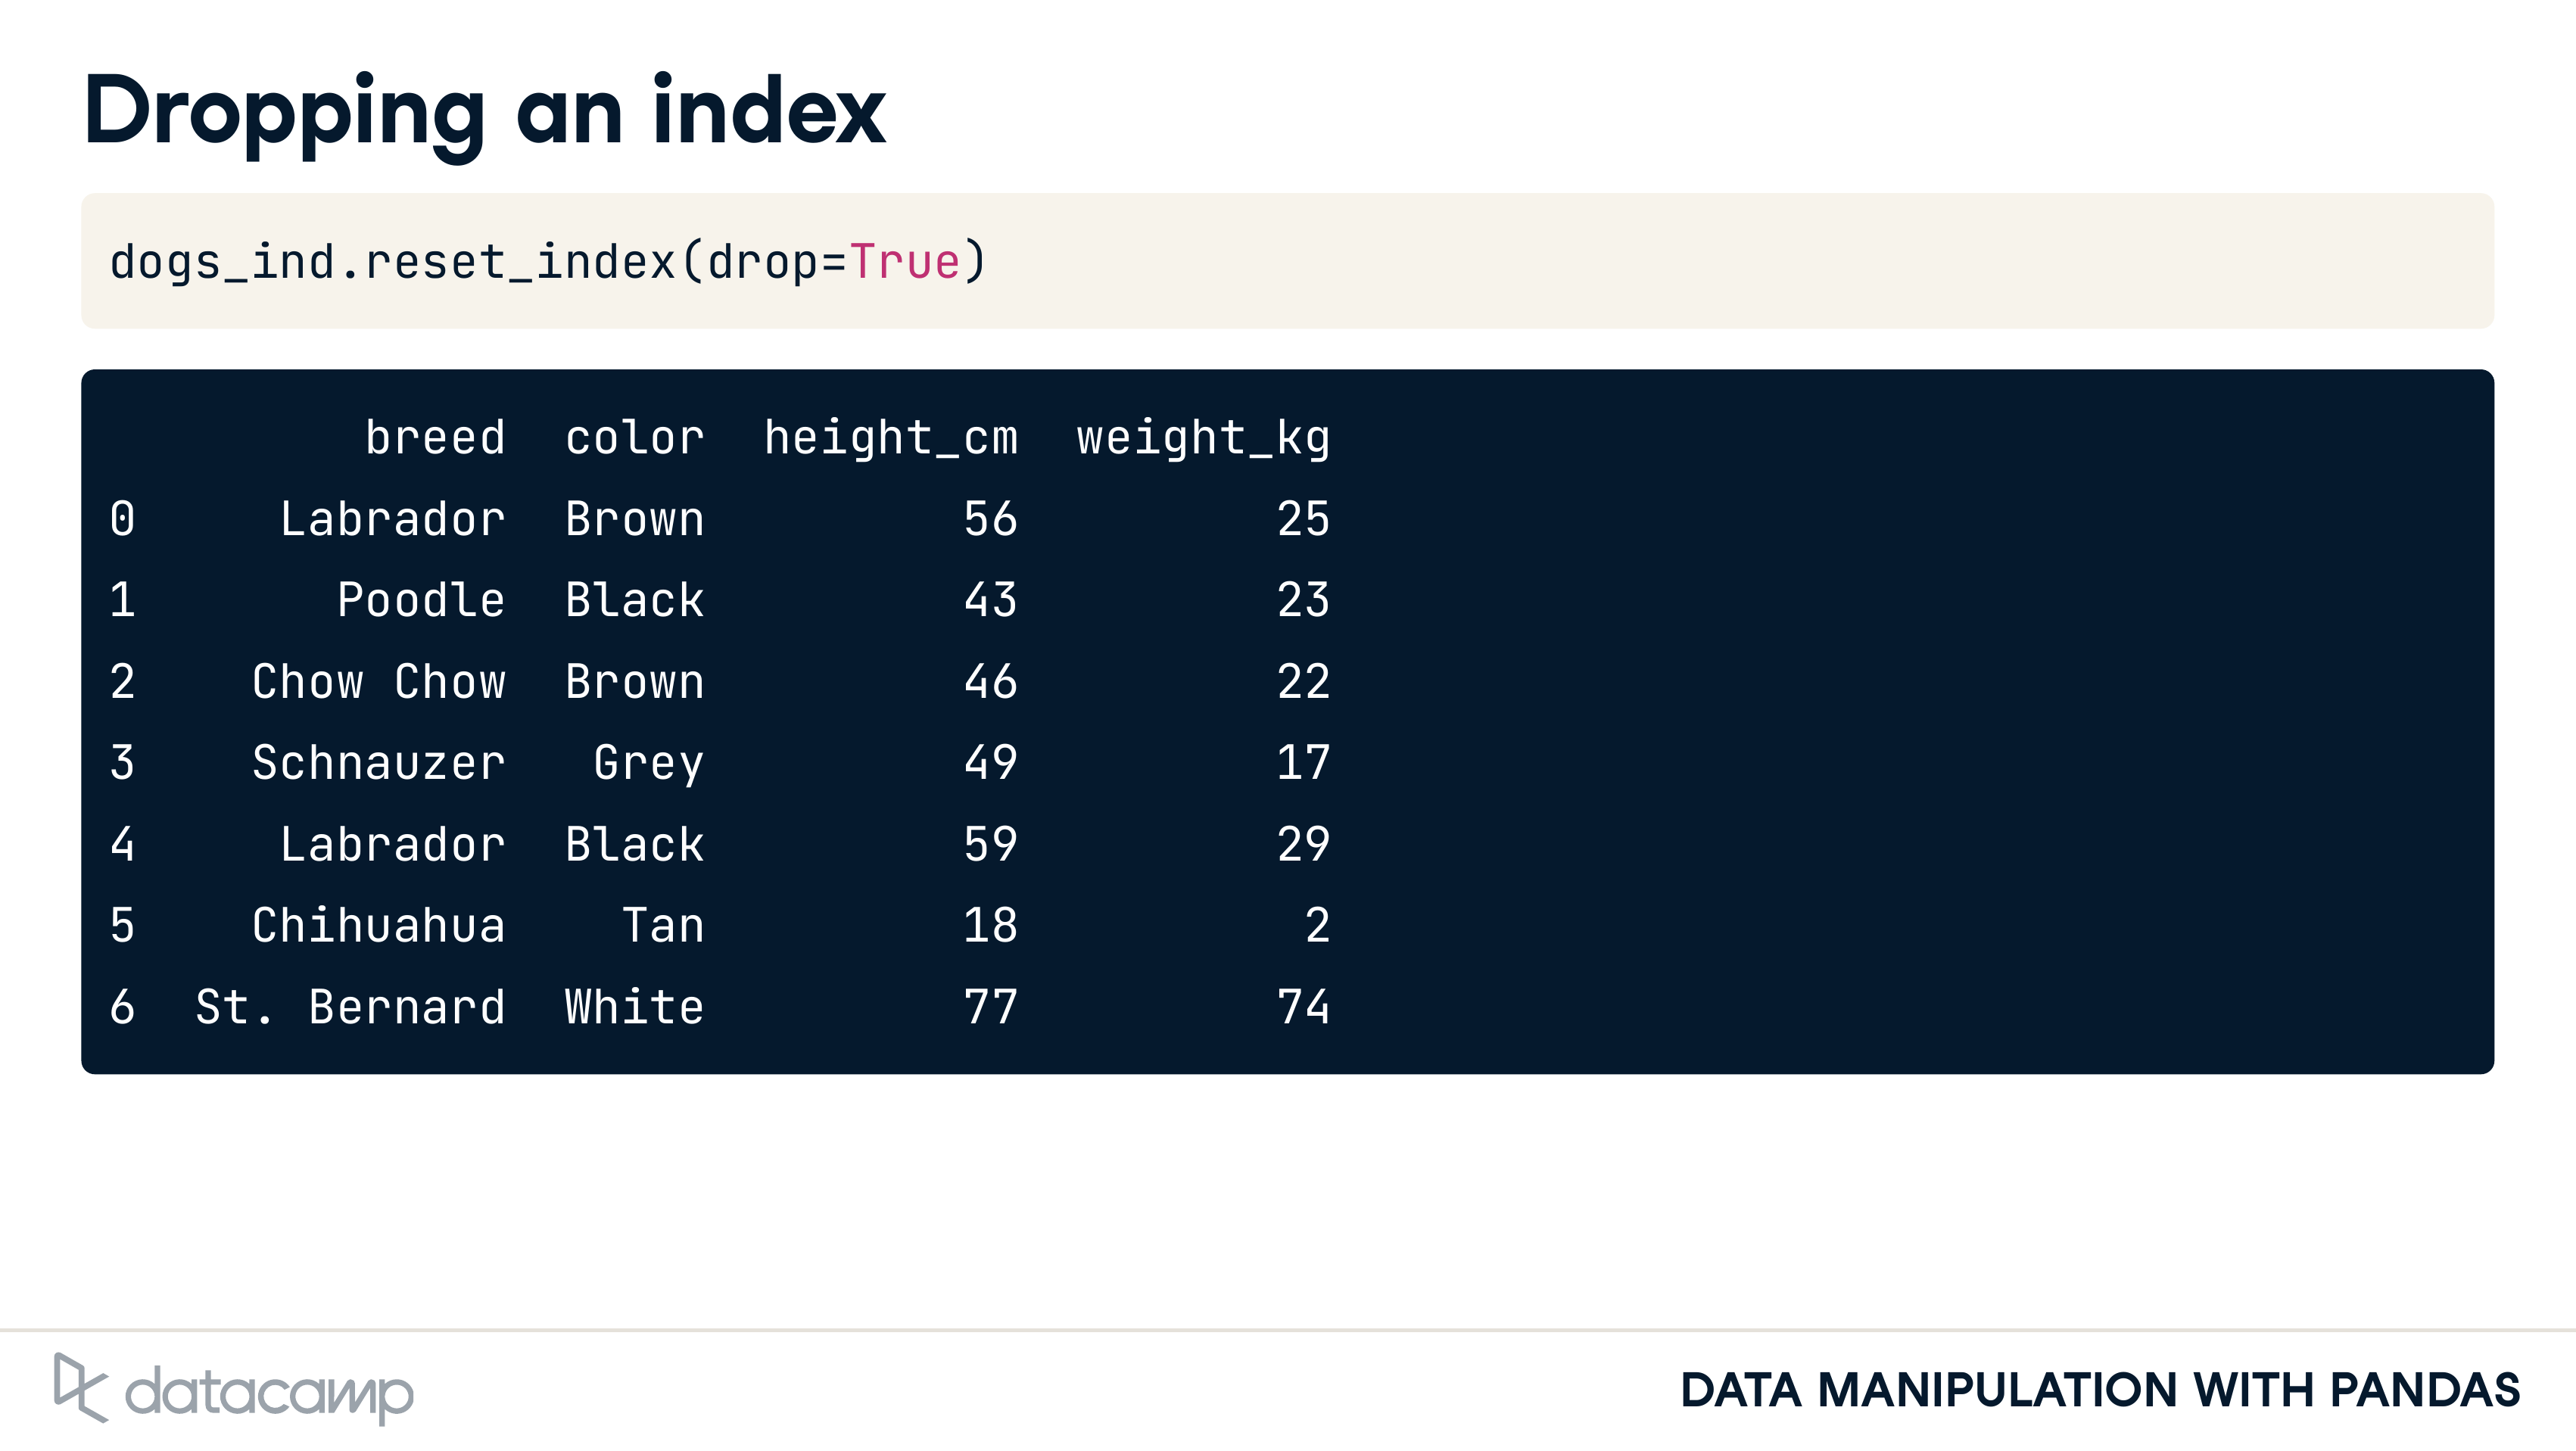 Dropping an index
dogs_ind.reset_index(drop=True)
breed color height_cm weight_kg
0 Labrador Brown 56 25
1 Poodle Black 43 23
2 Chow Chow Brown 46 22
3 Schnauzer Grey 49 17
4 Labrador Black 59 29
5 Chihuahua Tan 18 2
6 St. Bernard White 77 74
datacamp
DATA MANIPULATION WITH PANDAS